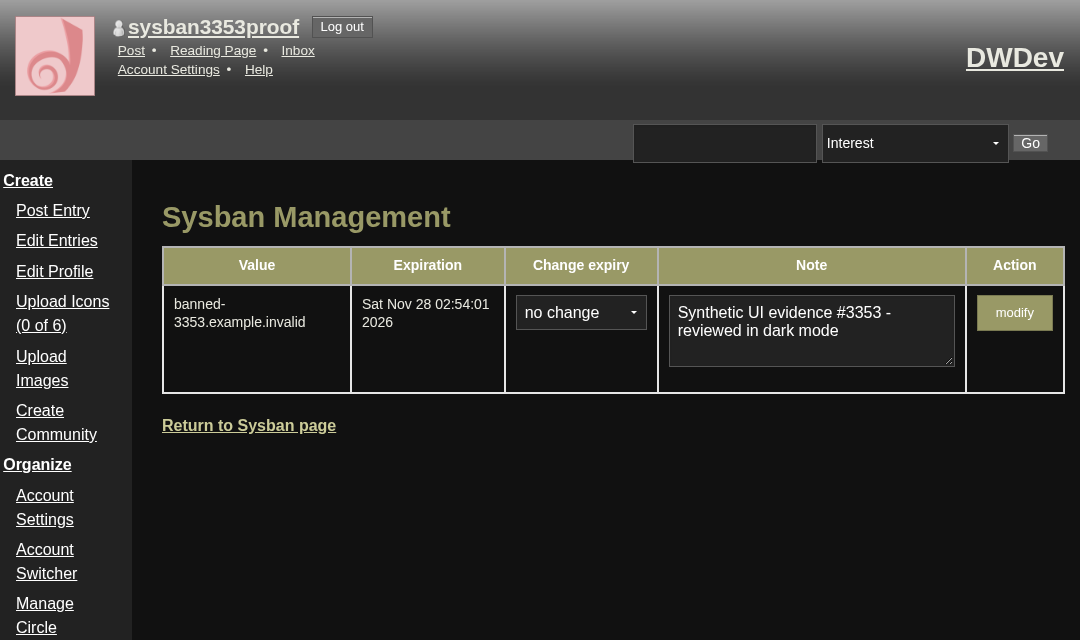 sysban3353proof Log out
Post • Reading Page • Inbox
Account Settings • Help
DWDev
Interest Go
Create
Post Entry
Edit Entries
Edit Profile
Upload Icons
(0 of 6)
Upload
Images
Create
Community
Organize
Account
Settings
Account
Switcher
Manage
Circle
Sysban Management
Value Expiration Change expiry Note Action
banned-
3353.example.invalid
Sat Nov 28 02:54:01
2026
no change
Synthetic UI evidence #3353 -
reviewed in dark mode
modify
Return to Sysban page